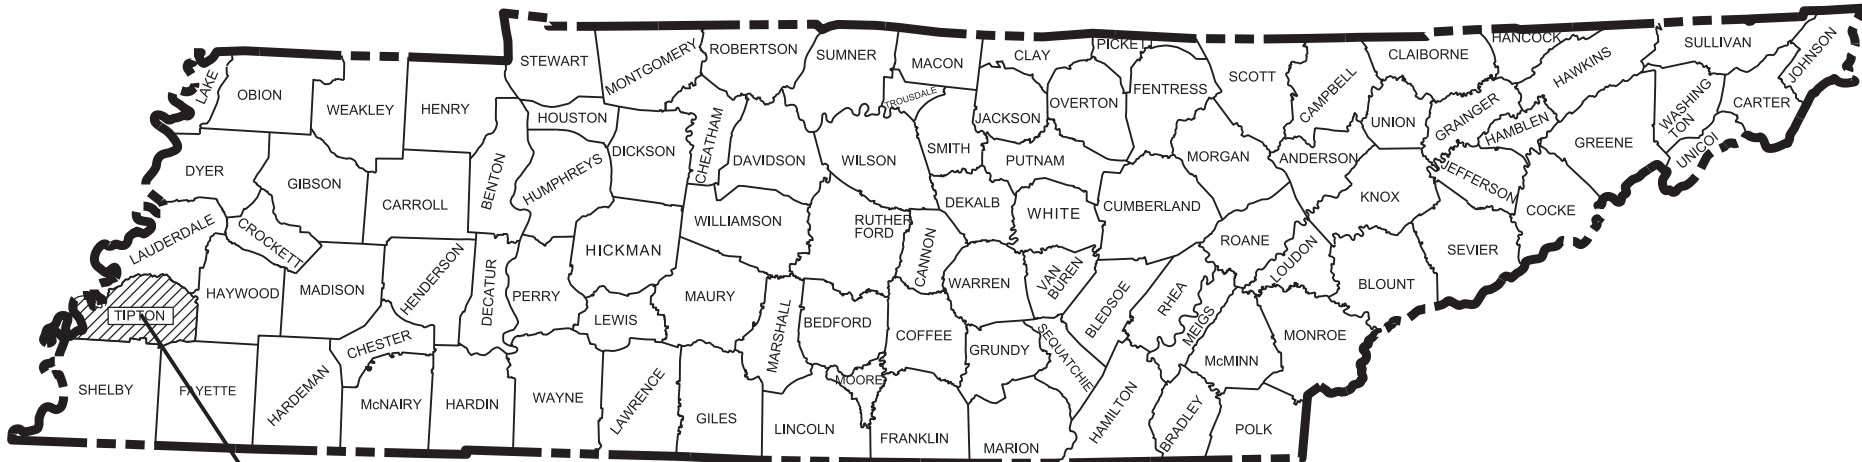 STEWART
MONTGOMERY
ROBERTSON
SUMNER
MACON
CLAY
PICKETT
SCOTT
CAMPBELL
CLAIBORNE
HANCOCK
HAWKINS
SULLIVAN
JOHNSON
LAKE
OBION
WEAKLEY
HENRY
HOUSTON
DICKSON
CHEATHAM
DAVIDSON
WILSON
TROUSDALE
SMITH
JACKSON
OVERTON
FENTRESS
PUTNAM
MORGAN
ANDERSON
UNION
GRAINGER
HAMBLEN
GREENE
WASHING
TON
UNICOI
CARTER
DYER
GIBSON
CARROLL
BENTON
HUMPHREYS
WILLIAMSON
RUTHER
FORD
CANNON
DEKALB
WHITE
CUMBERLAND
ROANE
LOUDON
KNOX
JEFFERSON
COCKE
SEVIER
LAUDERDALE
CROCKETT
HAYWOOD
MADISON
HENDERSON
DECATUR
PERRY
HICKMAN
LEWIS
MAURY
MARSHALL
BEDFORD
COFFEE
WARREN
VAN
BUREN
BLEDSOE
RHEA
MEIGS
BLOUNT
MONROE
McMINN
TIPTON
CHESTER
GRUNDY
SEQUATCHIE
SHELBY
FAYETTE
HARDEMAN
McNAIRY
HARDIN
WAYNE
LAWRENCE
GILES
LINCOLN
MOORE
FRANKLIN
MARION
HAMILTON
BRADLEY
POLK